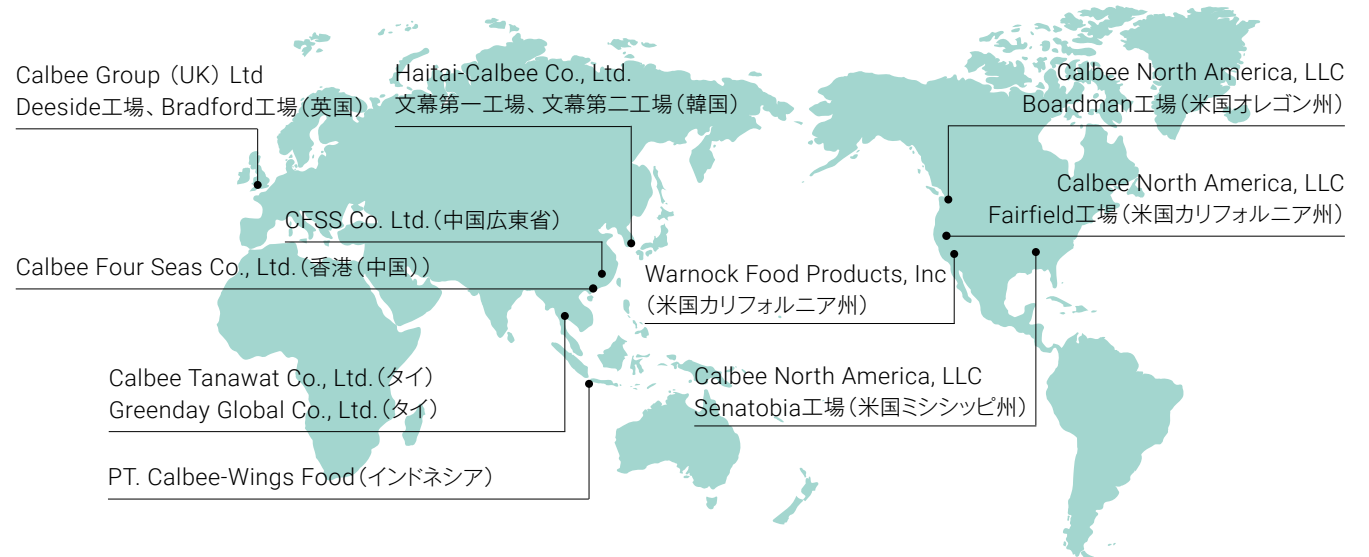 Calbee Group (UK) Ltd
Deeside工場、Bradford工場(英国)
Haitai-Calbee Co., Ltd.
文幕第一工場、文幕第二工場(韓国)
Calbee North America, LLC
Boardman工場(米国オレゴン州)
Calbee North America, LLC
Fairfield工場(米国カリフォルニア州)
CFSS Co. Ltd.(中国広東省)
Calbee Four Seas Co., Ltd.(香港(中国))
Warnock Food Products, Inc
(米国カリフォルニア州)
Calbee Tanawat Co., Ltd.(タイ)
Greenday Global Co., Ltd.(タイ)
Calbee North America, LLC
Senatobia工場(米国ミシシッピ州)
PT. Calbee-Wings Food(インドネシア)